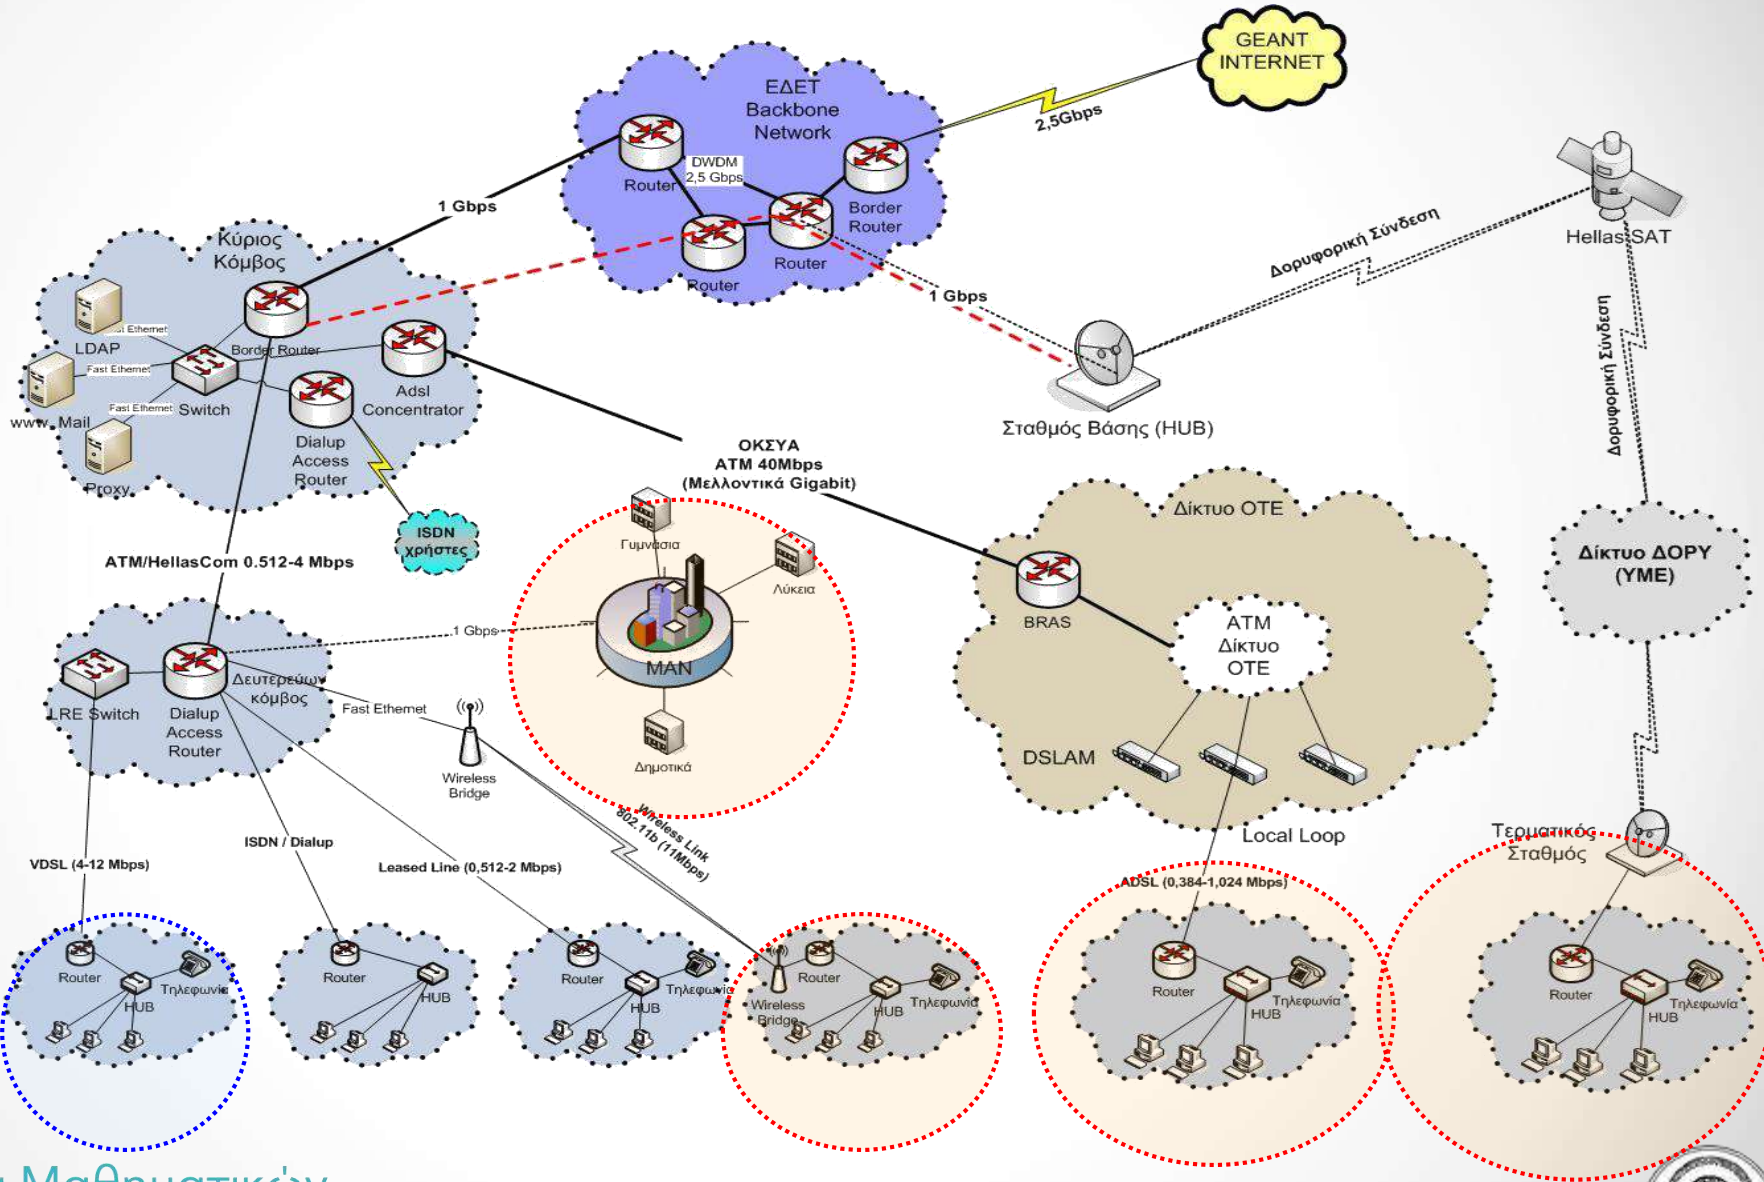 GEANT
INTERNET
2,5Gbps
ΕΔΕΤ
Backbone
Network
Router
DWDM
2,5 Gbps
Border
Router
Router
Router
1 Gbps
1 Gbps
Hellas SAT
Δορυφορική Σύνδεση
Δορυφορική Σύνδεση
Σταθμός Βάσης (HUB)
Κύριος
Κόμβος
LDAP
Ethernet
Border Router
Fast Ethernet
Fast Ethernet
Switch
www, Mail
Proxy
Adsl
Concentrator
Dialup
Access
Router
ISDN
χρήστες
ΟΚΣΥΑ
ATM 40Mbps
(Μελλοντικά Gigabit)
ATM/HellasCom 0.512-4 Mbps
Γυμνάσια
Λύκεια
MAN
Δημοτικά
1 Gbps
Δίκτυο ΟΤΕ
BRAS
ATM
Δίκτυο
ΟΤΕ
DSLAM
Local Loop
Δίκτυο ΔΟΡΥ
(ΥΜΕ)
LRE Switch
Dialup
Access
Router
Δευτερεύων
κόμβος
Fast Ethernet
Wireless
Bridge
Wireless Link
802.11b (11Mbps)
VDSL (4-12 Mbps)
ISDN / Dialup
Leased Line (0,512-2 Mbps)
ADSL (0,384-1,024 Mbps)
Τερματικός
Σταθμός
Router
HUB
Τηλεφωνία
Router
HUB
Router
HUB
Τηλεφωνία
Wireless
Bridge
Router
HUB
Τηλεφωνία
Router
HUB
Τηλεφωνία
Router
HUB
Τηλεφωνία
Μαθηματικών